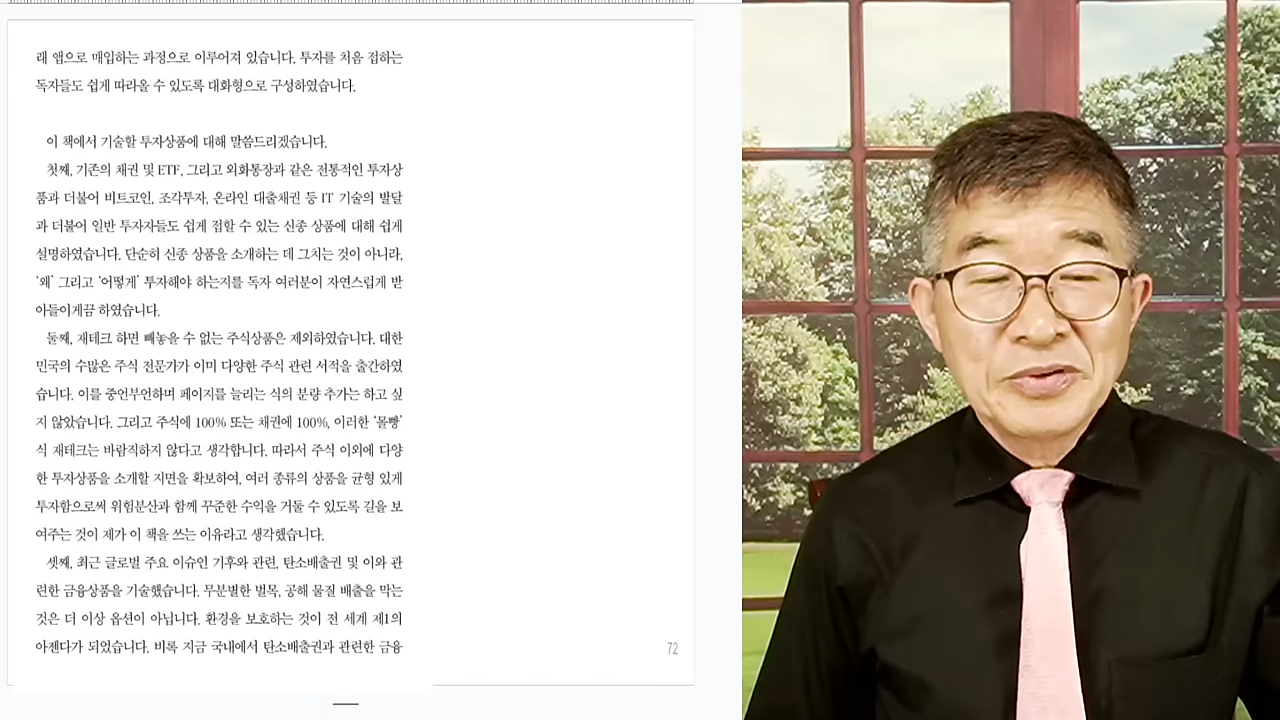 래 앱으로 매입하는 과정으로 이루어져 있습니다. 투자를 처음 접하는
독자들도 쉽게 따라올 수 있도록 대화형으로 구성하였습니다.
이 책에서 기술할 투자상품에 대해 말씀드리겠습니다.
첫째, 기존의 채권 및 ETF, 그리고 외화통장과 같은 전통적인 투자상
품과 더불어 비트코인, 조각투자, 온라인 대출채권 등 IT 기술의 발달
과 더불어 일반 투자자들도 쉽게 접할 수 있는 신종 상품에 대해 쉽게
설명하였습니다. 단순히 신종 상품을 소개하는 데 그치는 것이 아니라,
‘왜’ 그리고 ‘어떻게’ 투자해야 하는지를 독자 여러분이 자연스럽게 받
아들이게끔 하였습니다.
둘째, 재테크 하면 빼놓을 수 없는 주식상품은 제외하였습니다. 대한
민국의 수많은 주식 전문가가 이미 다양한 주식 관련 서적을 출간하였
습니다. 이를 중언부언하며 페이지를 늘리는 식의 분량 추가는 하고 싶
지 않았습니다. 그리고 주식에 100% 또는 채권에 100%, 이러한 ‘몰빵’
식 재테크는 바람직하지 않다고 생각합니다. 따라서 주식 이외에 다양
한 투자상품을 소개할 지면을 확보하여, 여러 종류의 상품을 균형 있게
투자함으로써 위험분산과 함께 꾸준한 수익을 거둘 수 있도록 길을 보
여주는 것이 제가 이 책을 쓰는 이유라고 생각했습니다.
셋째, 최근 글로벌 주요 이슈인 기후와 관련, 탄소배출권 및 이와 관
련한 금융상품을 기술했습니다. 무분별한 벌목, 공해 물질 배출을 막는
것은 더 이상 옵션이 아닙니다. 환경을 보호하는 것이 전 세계 제1의
아젠다가 되었습니다. 비록 지금 국내에서 탄소배출권과 관련한 금융
72